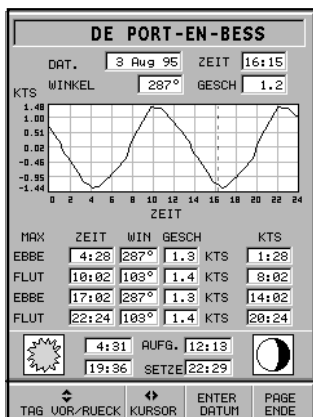 DE PORT-EN-BESS
DAT. 3 Aug 95 ZEIT 16:15
WINKEL 287° GESCH 1.2
KTS
1.48
1.00
0.51
0.02
-0.46
-0.95
-1.44
0 2 4 6 8 10 12 14 16 18 20 22 24
ZEIT
MAX ZEIT WIN GESCH KTS
EBBE 4:28 287° 1.3 KTS 1:28
FLUT 10:02 103° 1.4 KTS 8:02
EBBE 17:02 287° 1.3 KTS 14:02
FLUT 22:24 103° 1.4 KTS 20:24
4:31 AUFG. 12:13
19:36 SETZE 22:29
TAG VOR/RUECK KURSOR ENTER DATUM PAGE ENDE